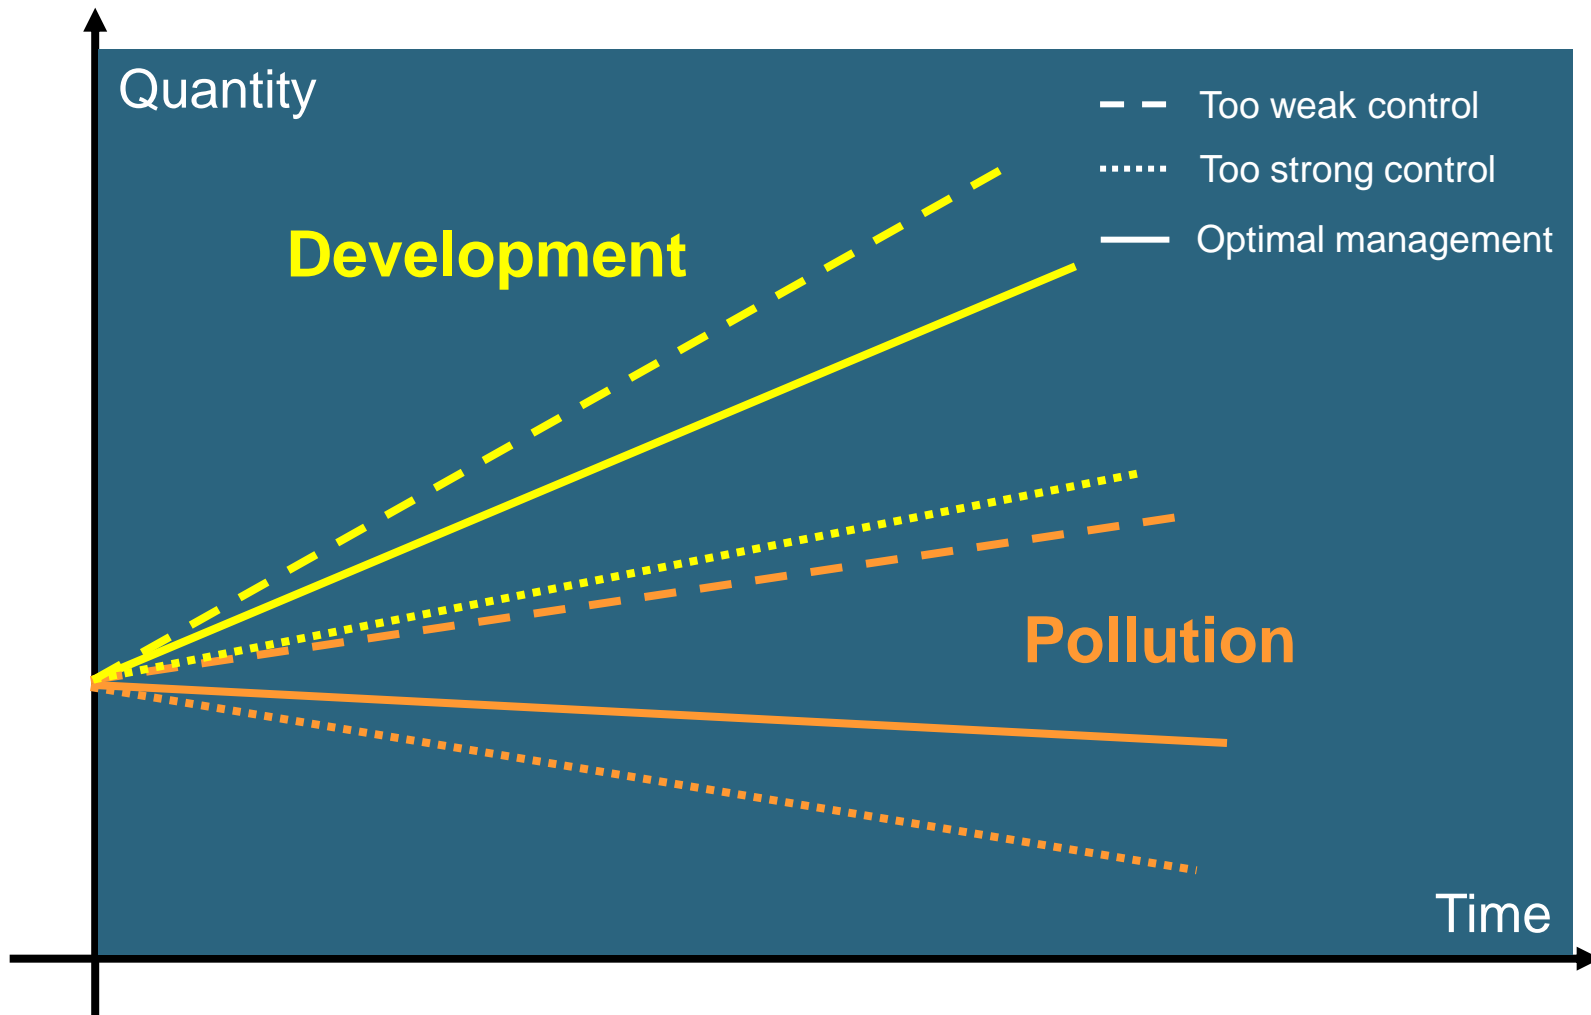 Quantity
Too weak control
Too strong control
Optimal management
Development
Pollution
Time